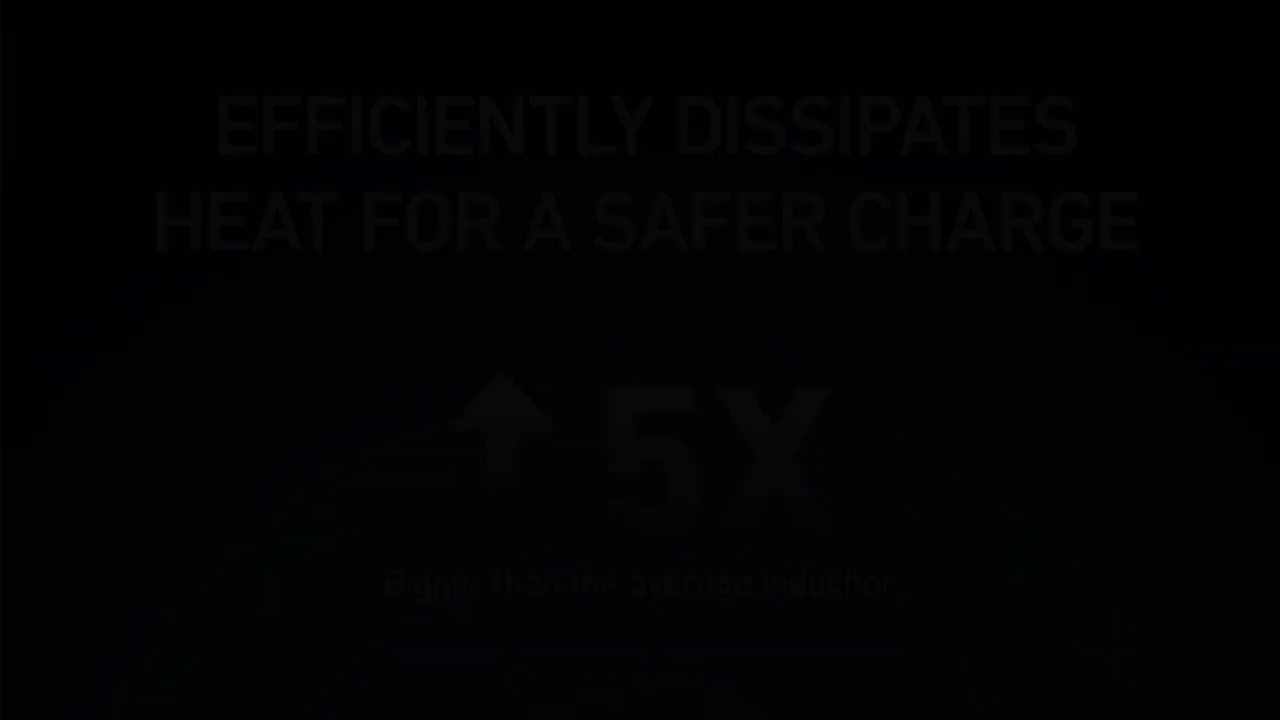 EFFICIENTLY DISSIPATES
HEAT FOR A SAFER CHARGE
5X
Bigger than the average inductor